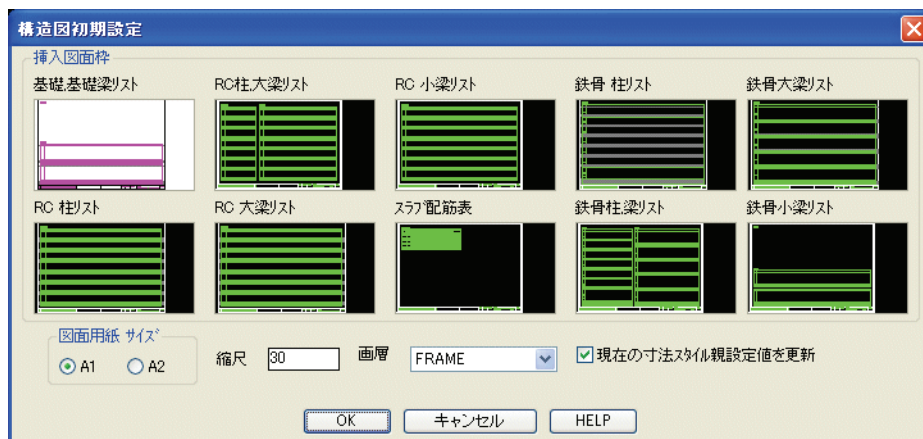 構造図初期設定
挿入図面枠
基礎,基礎梁リスト
RC柱,大梁リスト
RC 小梁リスト
鉄骨 柱リスト
鉄骨大梁リスト
RC 柱リスト
RC 大梁リスト
スラブ配筋表
鉄骨柱,梁リスト
鉄骨小梁リスト
図面用紙 サイズ
A1
A2
縮尺
30
画層
FRAME
現在の寸法スタイル親設定値を更新
OK
キャンセル
HELP